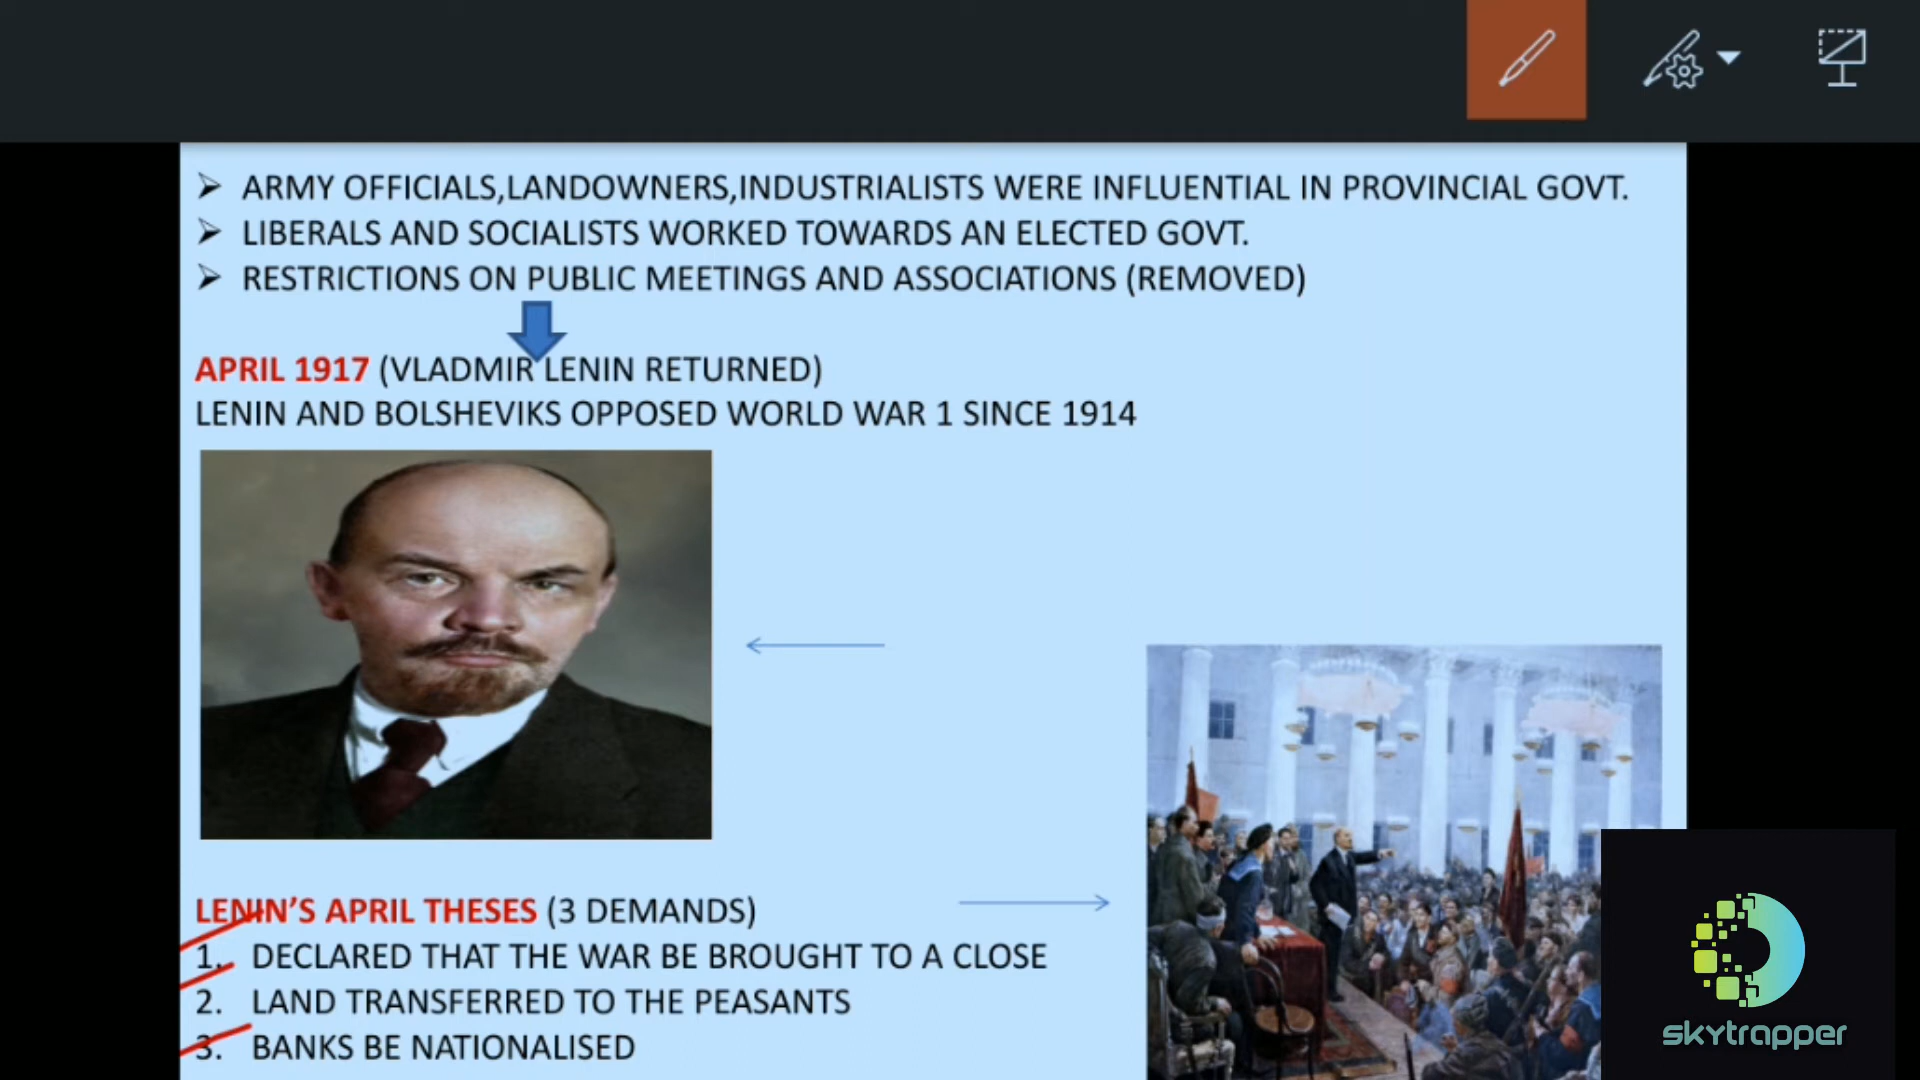 ARMY OFFICIALS,LANDOWNERS,INDUSTRIALISTS WERE INFLUENTIAL IN PROVINCIAL GOVT.
LIBERALS AND SOCIALISTS WORKED TOWARDS AN ELECTED GOVT.
RESTRICTIONS ON PUBLIC MEETINGS AND ASSOCIATIONS (REMOVED)
APRIL 1917 (VLADMIR LENIN RETURNED)
LENIN AND BOLSHEVIKS OPPOSED WORLD WAR 1 SINCE 1914
LENIN'S APRIL THESES (3 DEMANDS)
1. DECLARED THAT THE WAR BE BROUGHT TO A CLOSE
2. LAND TRANSFERRED TO THE PEASANTS
3. BANKS BE NATIONALISED
skytrapper